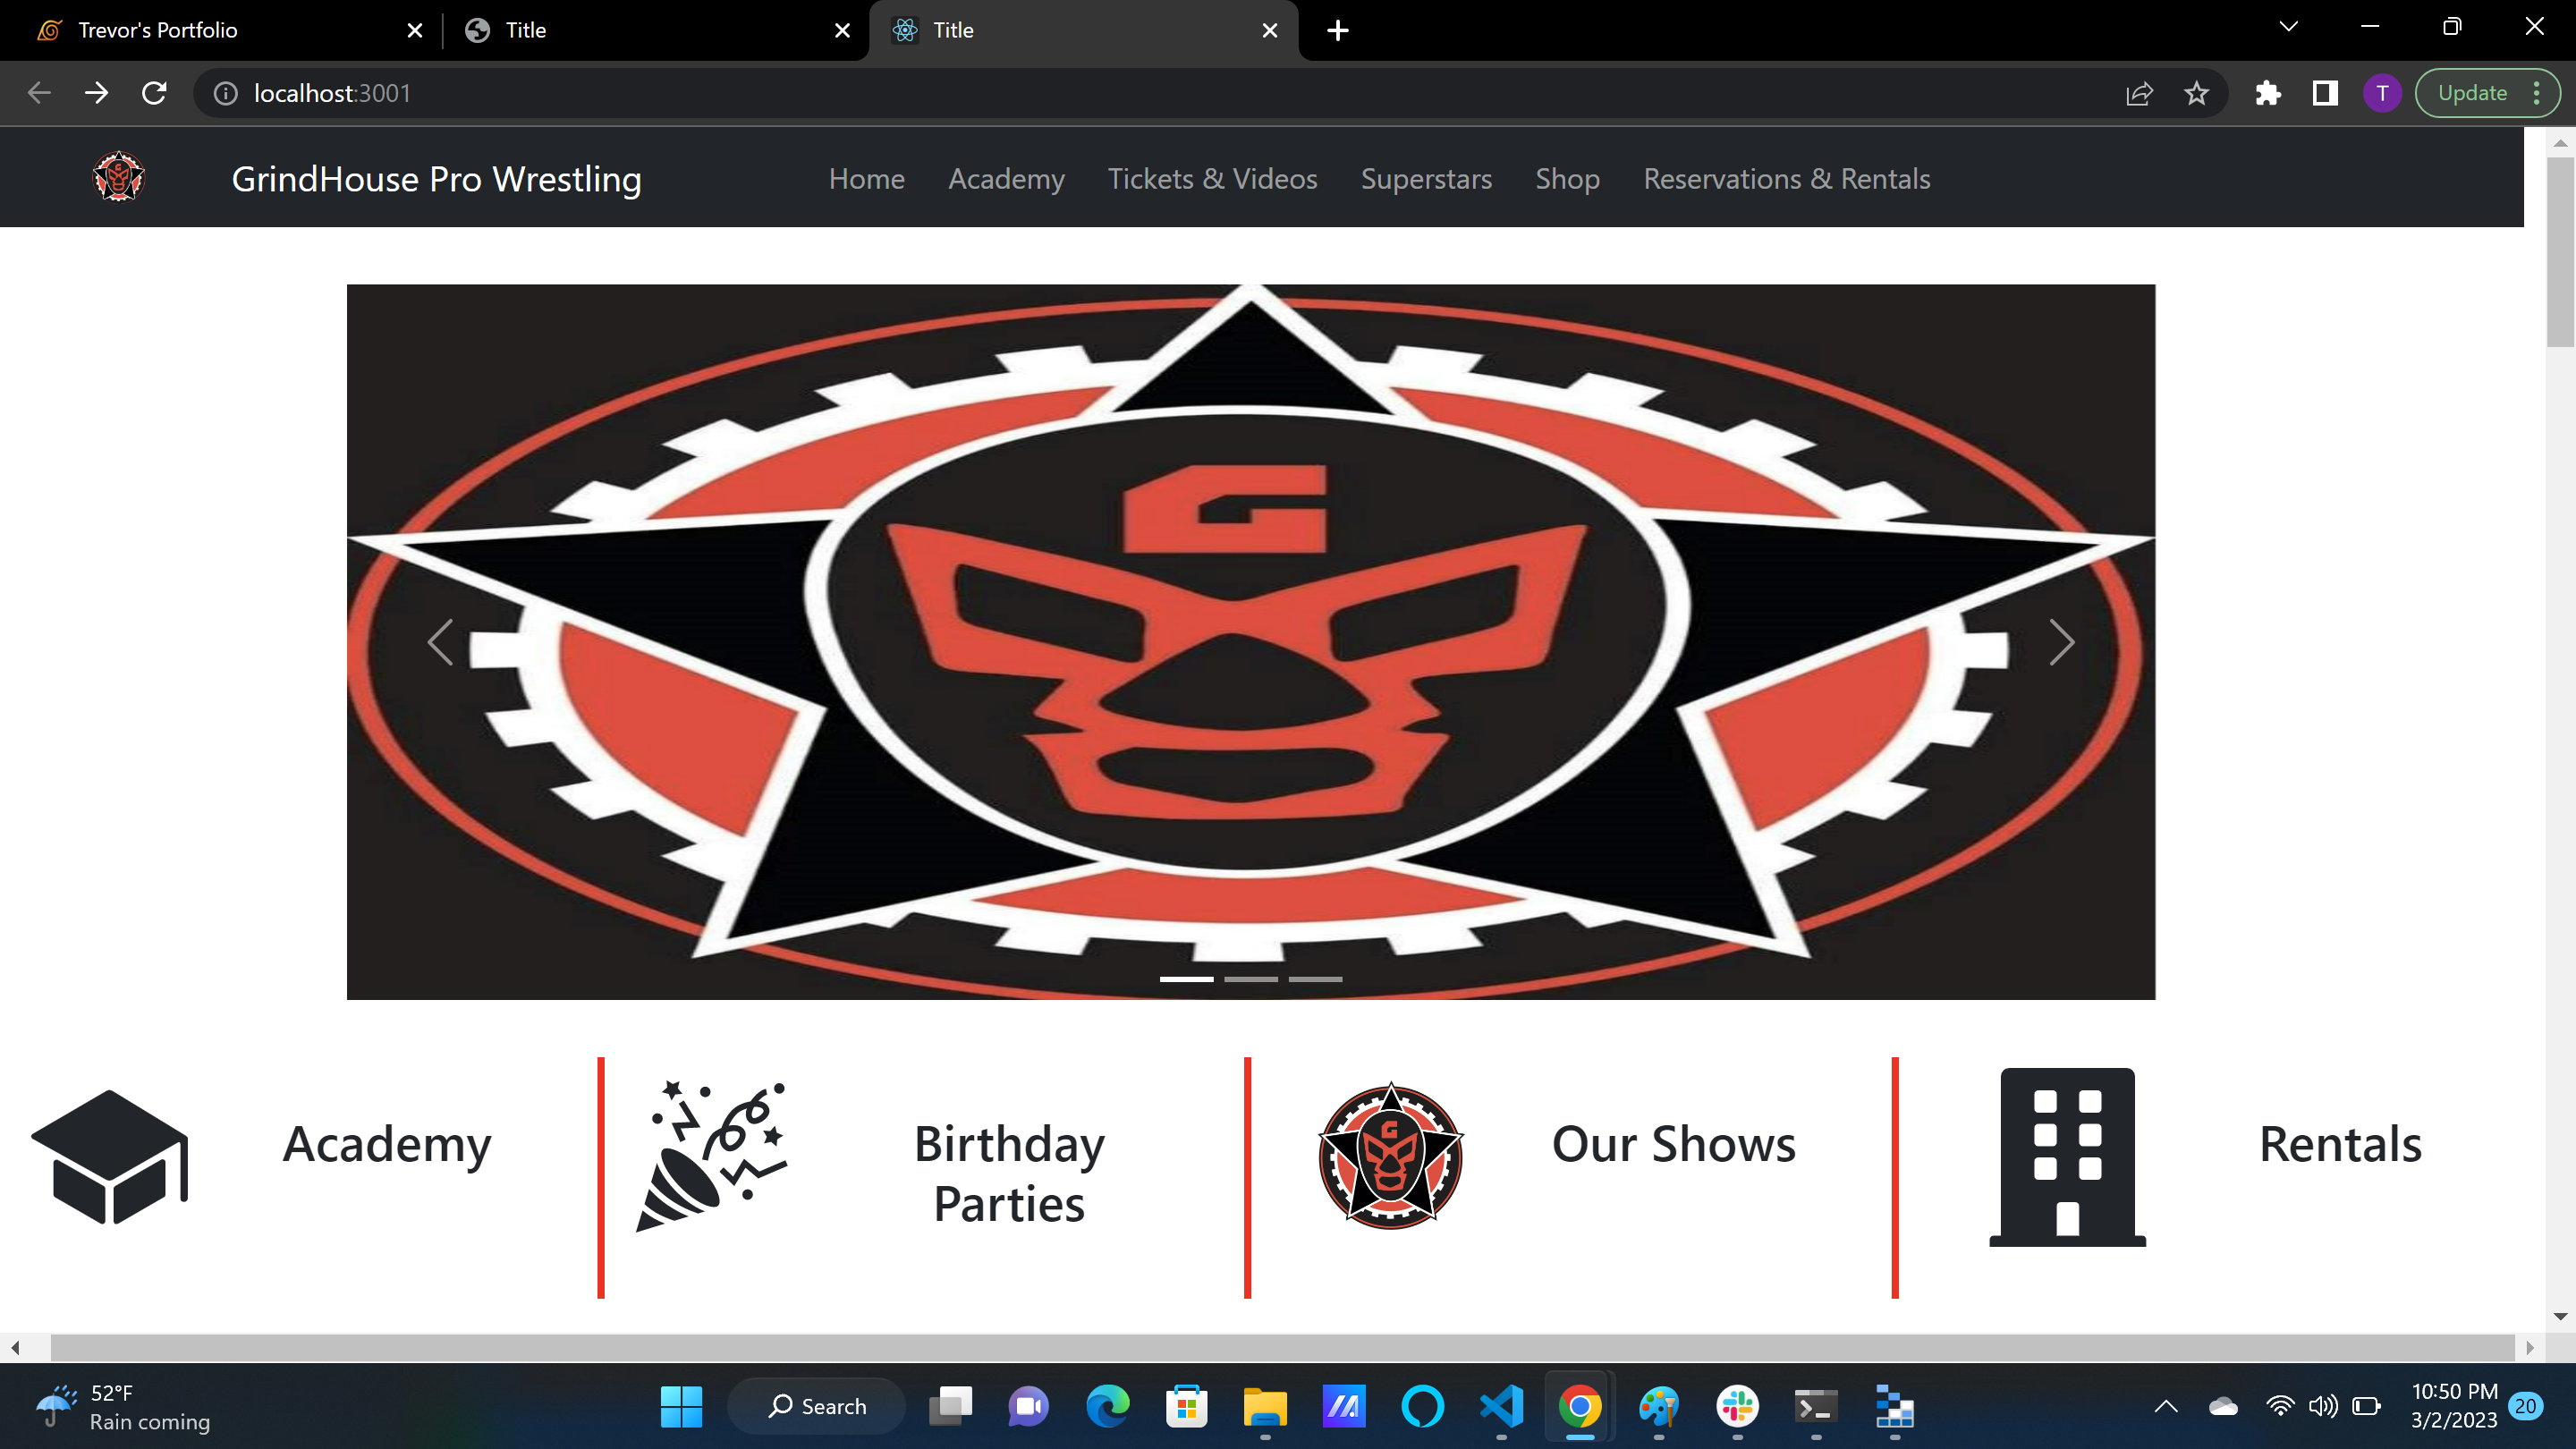 Trevor's Portfolio
Title
Title
localhost:3001
T
Update
GrindHouse Pro Wrestling
Home
Academy
Tickets & Videos
Superstars
Shop
Reservations & Rentals
G
Academy
Birthday
Parties
G
Our Shows
Rentals
52°F
Rain coming
Search
10:50 PM
3/2/2023
20